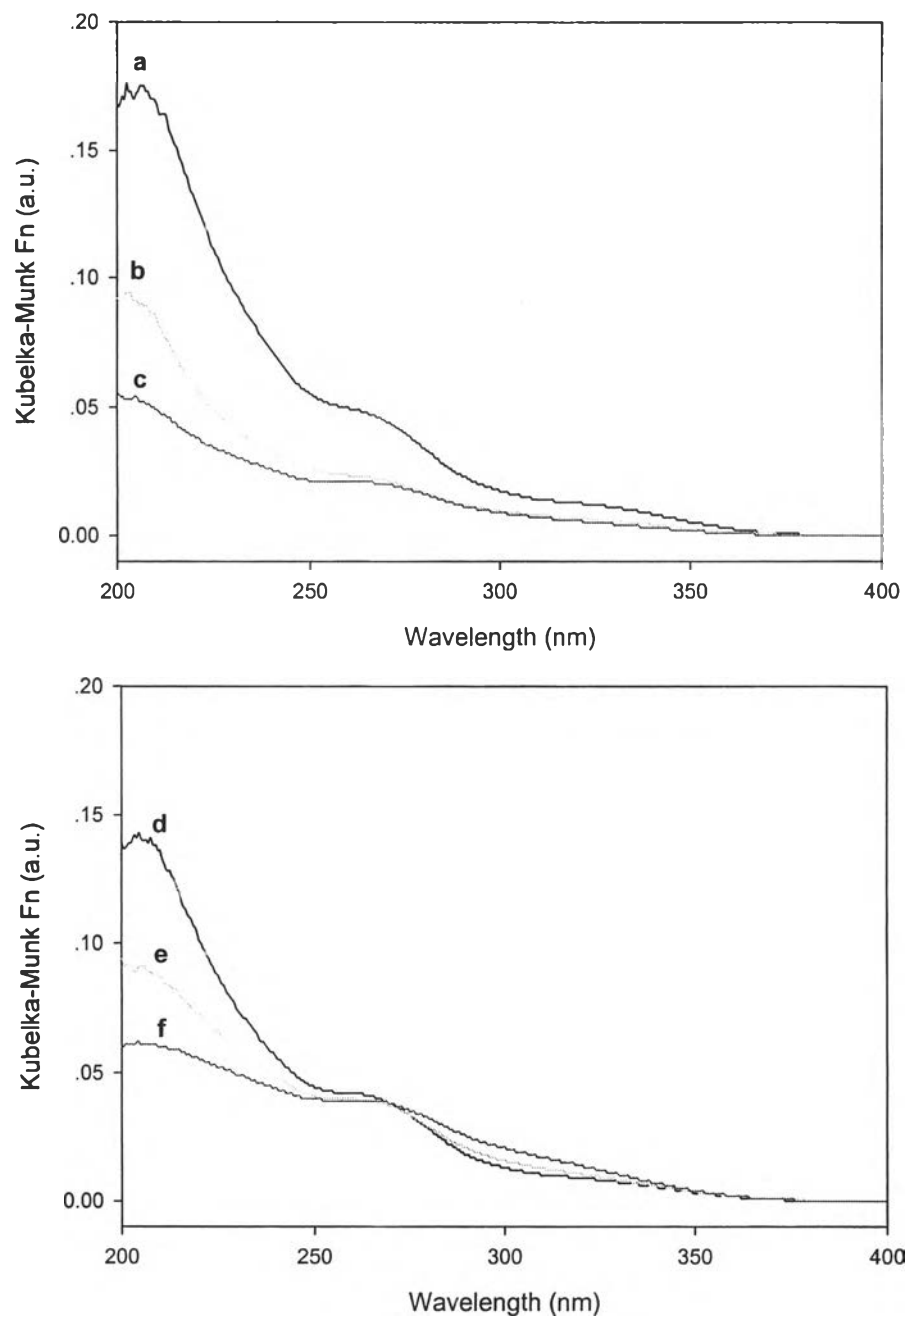 .20
a
.15
b
.10
c
.05
0.00
200 250 300 350 400
Kubelka-Munk Fn (a.u.)
Wavelength (nm)
.20
d
.15
e
.10
f
.05
0.00
200 250 300 350 400
Kubelka-Munk Fn (a.u.)
Wavelength (nm)